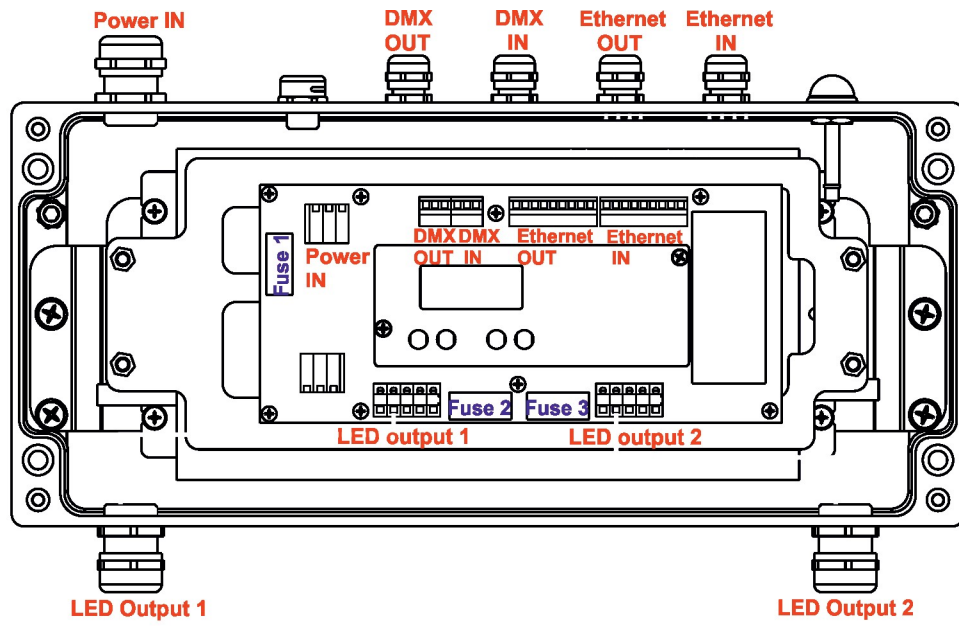 Power IN
DMX
OUT
DMX
IN
Ethernet
OUT
Ethernet
IN
Fuse 1
Power
IN
DMX
OUT
DMX
IN
Ethernet
OUT
Ethernet
IN
Fuse 2
Fuse 3
LED output 1
LED output 2
LED Output 1
LED Output 2